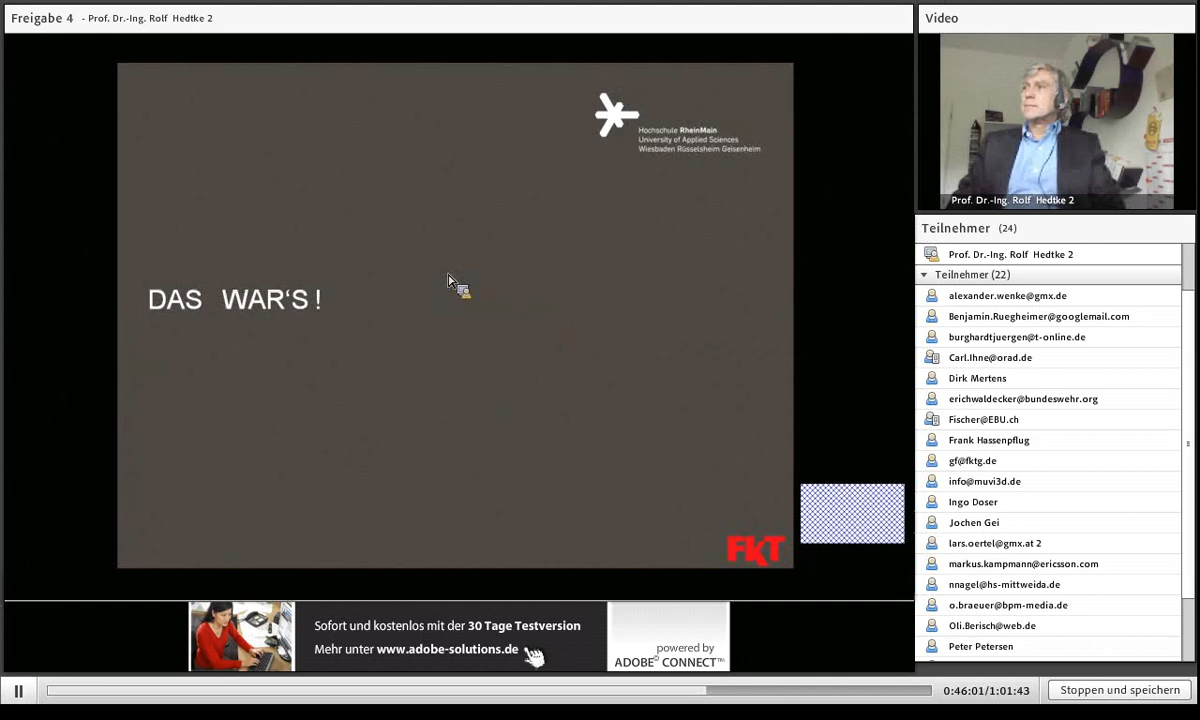 Freigabe 4 - Prof. Dr.-Ing. Rolf Hedtke 2
Hochschule RheinMain
University of Applied Sciences
Wiesbaden Rüsselsheim Geisenheim
DAS WAR‘S !
FKT
Sofort und kostenlos mit der 30 Tage Testversion
Mehr unter www.adobe-solutions.de
powered by
ADOBE® CONNECT™
Video
Prof. Dr.-Ing. Rolf Hedtke 2
Teilnehmer (24)
Prof. Dr.-Ing. Rolf Hedtke 2
Teilnehmer (22)
alexander.wenke@gmx.de
Benjamin.Ruegheimer@googlemail.com
burghardtjuergen@t-online.de
Carl.Ihne@orad.de
Dirk Mertens
erichwaldecker@bundeswehr.org
Fischer@EBU.ch
Frank Hassenpflug
gf@fktg.de
info@muvi3d.de
Ingo Doser
Jochen Gei
lars.oertel@gmx.at 2
markus.kampmann@ericsson.com
nnagel@hs-mittweida.de
o.braeuer@bpm-media.de
Oli.Berisch@web.de
Peter Petersen
0:46:01/1:01:43
Stoppen und speichern